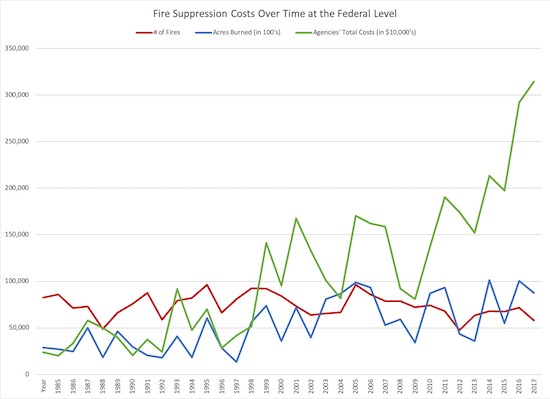 Fire Suppression Costs Over Time at the Federal Level
# of Fires Acres Burned (in 100's) Agencies' Total Costs (in $10,000's)
350,000
300,000
250,000
200,000
150,000
100,000
50,000
0
Year 1985 1985 1986 1987 1988 1989 1990 1991 1992 1993 1994 1995 1996 1997 1998 1999 2000 2001 2002 2003 2004 2005 2006 2007 2008 2009 2010 2011 2012 2013 2014 2015 2016 2017